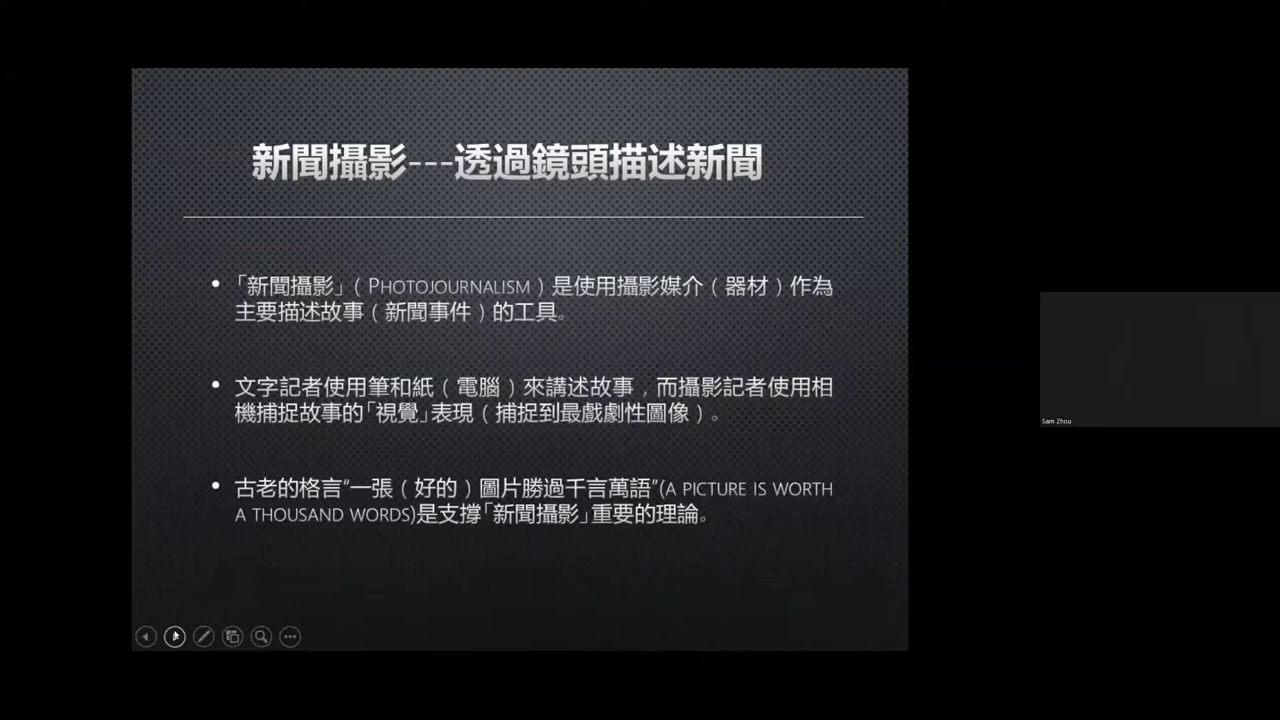 新聞攝影---透過鏡頭描述新聞
•「新聞攝影」（PHOTOJOURNALISM）是使用攝影媒介（器材）作為
主要描述故事（新聞事件）的工具。
• 文字記者使用筆和紙（電腦）來講述故事，而攝影記者使用相
機捕捉故事的「視覺」表現（捕捉到最戲劇性圖像）。
• 古老的格言“一張（好的）圖片勝過千言萬語”(A PICTURE IS WORTH
A THOUSAND WORDS)是支撐「新聞攝影」重要的理論。
Sam Zhou